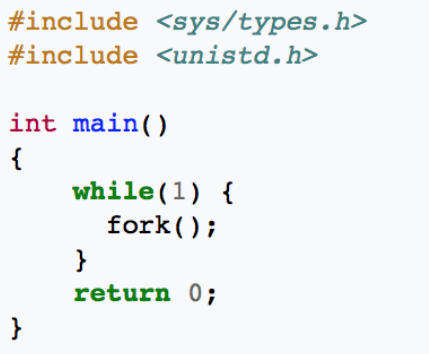 #include <sys/types.h>
#include <unistd.h>

int main()
{
    while(1) {
      fork();
    }
    return 0;
}